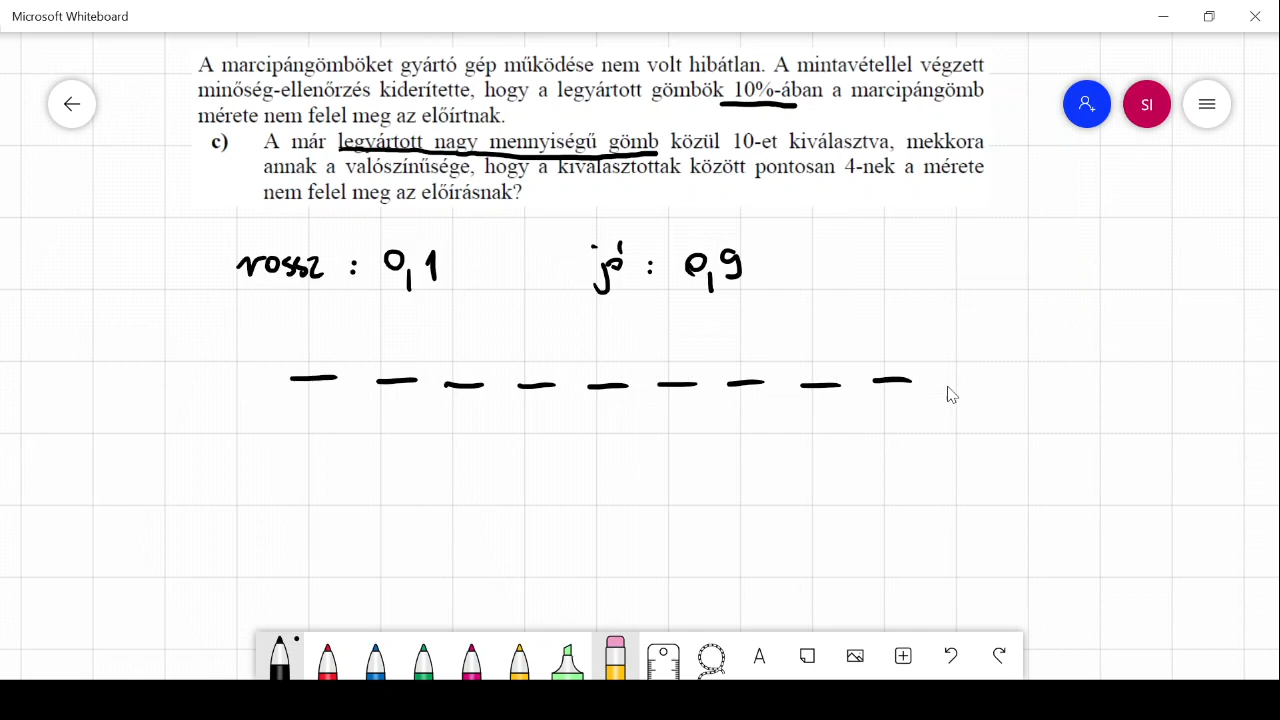 Microsoft Whiteboard
A marcipángömböket gyártó gép működése nem volt hibátlan. A mintavétellel végzett
minőség-ellenőrzés kiderítette, hogy a legyártott gömbök 10%-ában a marcipángömb
mérete nem felel meg az előírtnak.
c) A már legyártott nagy mennyiségű gömb közül 10-et kiválasztva, mekkora
annak a valószínűsége, hogy a kiválasztottak között pontosan 4-nek a mérete
nem felel meg az előírásnak?
SI
rossz : 0,1 jó : 0,9
A